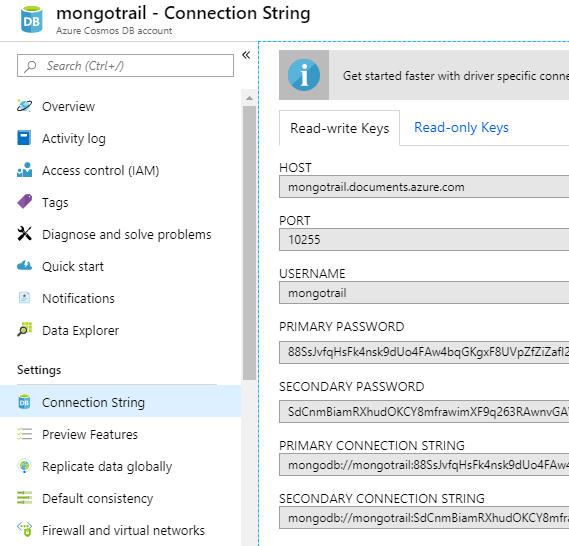 mongotrail - Connection String
Azure Cosmos DB account
DB
Search (Ctrl+/)
«
Overview
Activity log
Access control (IAM)
Tags
Diagnose and solve problems
Quick start
Notifications
Data Explorer
Settings
Connection String
Preview Features
Replicate data globally
Default consistency
Firewall and virtual networks
Get started faster with driver specific conne
Read-write Keys
Read-only Keys
HOST
mongotrail.documents.azure.com
PORT
10255
USERNAME
mongotrail
PRIMARY PASSWORD
88SsJvfqHsFk4nsk9dUo4FAw4bqGKgxF8UVpZfZiZafI2
SECONDARY PASSWORD
SdCnmBiamRXhudOKCY8mfrawimXF9q263RAwnvGA
PRIMARY CONNECTION STRING
mongodb://mongotrail:88SsJvfqHsFk4nsk9dUo4FAw4
SECONDARY CONNECTION STRING
mongodb://mongotrail:SdCnmBiamRXhudOKCY8mfra